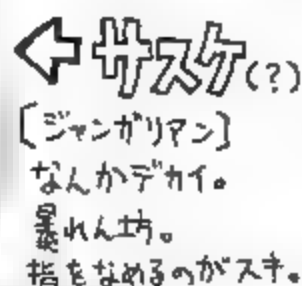 ←サスケ(?)
[ジャンガリアン]
なんかデカイ。
暴れん坊。
指をなめるのがスキ。